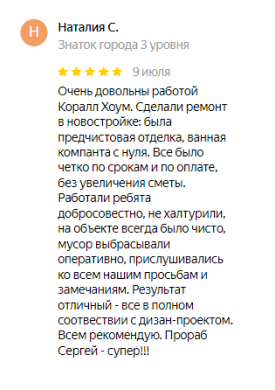 Н
Наталия С.
Знаток города 3 уровня
9 июля
Очень довольны работой
Коралл Хоум. Сделали ремонт
в новостройке: была
предчистовая отделка, ванная
компанта с нуля. Все было
четко по срокам и по оплате,
без увеличения сметы.
Работали ребята
добросовестно, не халтурили,
на объекте всегда было чисто,
мусор выбрасывали
оперативно, прислушивались
ко всем нашим просьбам и
замечаниям. Результат
отличный - все в полном
соотвествии с дизан-проектом.
Всем рекомендую. Прораб
Сергей - супер!!!